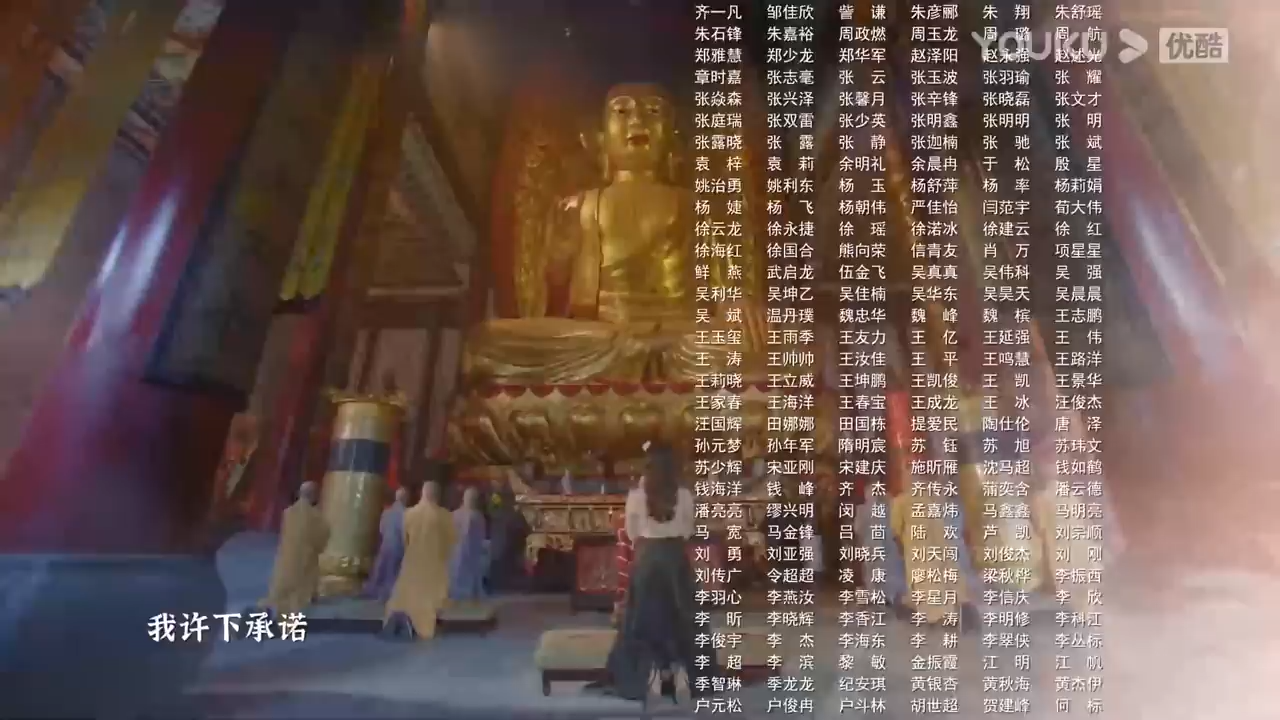 齐一凡 邹佳欣 訾谦 朱彦郦 朱翔 朱舒瑶
朱石锋 朱嘉裕 周政燃 周玉龙 周璐 周航
YOUKU 优酷
郑雅慧 郑少龙 郑华军 赵泽阳 赵永强 赵述光
章时嘉 张志毫 张云 张玉波 张羽瑜 张耀
张焱森 张兴泽 张馨月 张辛锋 张晓磊 张文才
张庭瑞 张双雷 张少英 张明鑫 张明明 张明
张露晓 张露 张静 张迦楠 张驰 张斌
袁梓 袁莉 余明礼 余晨冉 于松 殷星
姚治勇 姚利东 杨玉 杨舒萍 杨率 杨莉娟
杨婕 杨飞 杨朝伟 严佳怡 闫范宇 荀大伟
徐云龙 徐永捷 徐瑶 徐渃冰 徐建云 徐红
徐海红 徐国合 熊向荣 信青友 肖万 项星星
鲜燕 武启龙 伍金飞 吴真真 吴伟科 吴强
吴利华 吴坤乙 吴佳楠 吴华东 吴昊天 吴晨晨
吴斌 温丹璞 魏忠华 魏峰 魏槟 王志鹏
王玉玺 王雨季 王友力 王亿 王延强 王伟
王涛 王帅帅 王汝佳 王平 王鸣慧 王路洋
王莉晓 王立威 王坤鹏 王凯俊 王凯 王景华
王家春 王海洋 王春宝 王成龙 王冰 汪俊杰
汪国辉 田娜娜 田国栋 提爱民 陶仕伦 唐泽
孙元梦 孙年军 隋明宸 苏钰 苏旭 苏玮文
苏少辉 宋亚刚 宋建庆 施昕雁 沈马超 钱如鹤
钱海洋 钱峰 齐杰 齐传永 蒲奕含 潘云德
潘亮亮 缪兴明 闵越 孟嘉炜 马鑫鑫 马明亮
马宽 马金锋 吕茴 陆欢 芦凯 刘宗顺
刘勇 刘亚强 刘晓兵 刘天闯 刘俊杰 刘刚
刘传广 令超超 凌康 廖松梅 梁秋桦 李振西
李羽心 李燕汝 李雪松 李星月 李信庆 李欣
我许下承诺
李昕 李晓辉 李香江 李涛 李明修 李科江
李俊宇 李杰 李海东 李耕 李翠侠 李丛标
李超 李滨 黎敏 金振霞 江明 江帆
季智琳 季龙龙 纪安琪 黄银杏 黄秋海 黄杰伊
户元松 户俊冉 户斗林 胡世超 贺建峰 何标